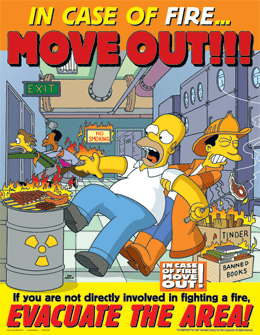 IN CASE OF FIRE...
MOVE OUT!!!
EXIT
NO
SMOKING
TINDER
BANNED
BOOKS
IN CASE
OF FIRE
MOVE
OUT!
If you are not directly involved in fighting a fire,
EVACUATE THE AREA!